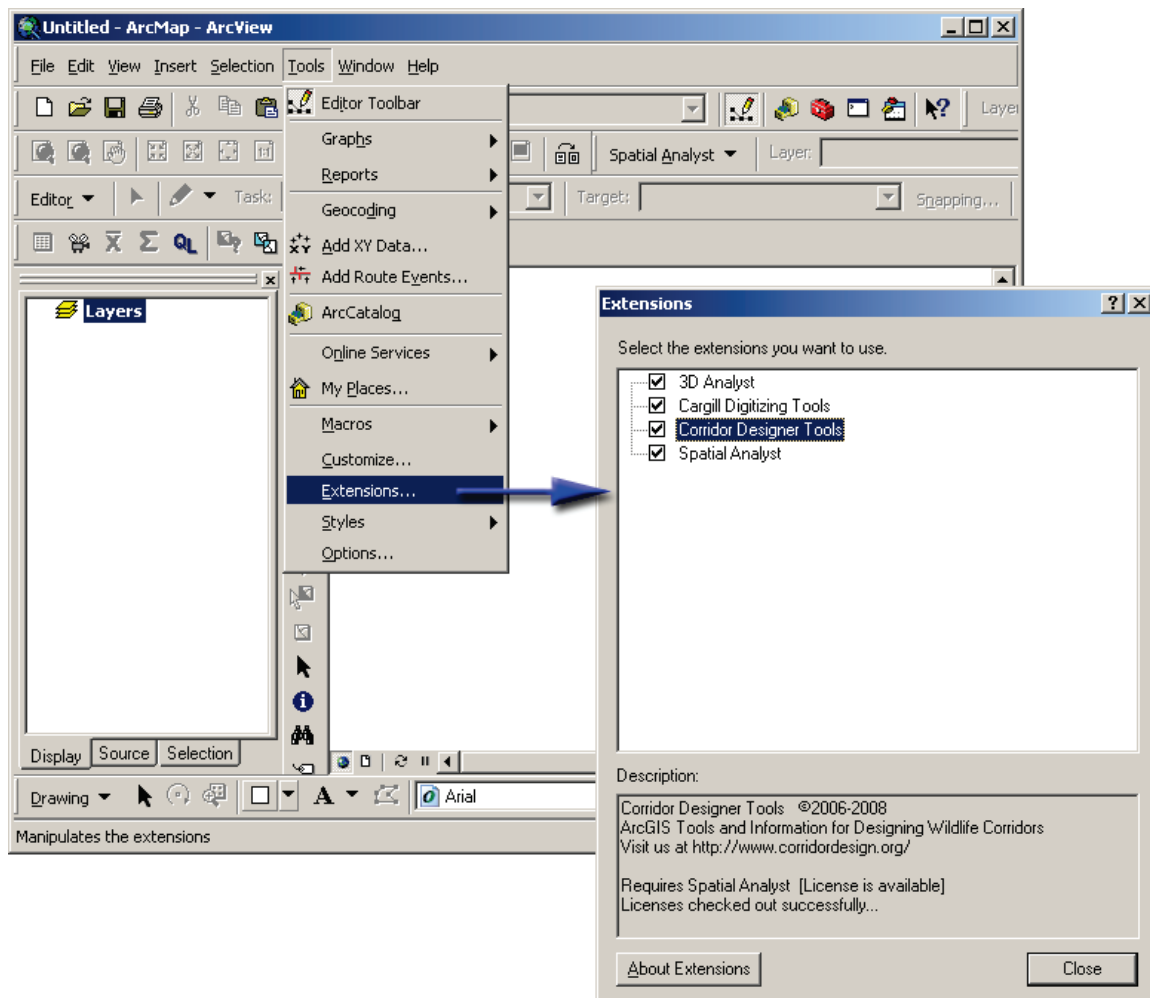 Untitled - ArcMap - ArcView
File Edit View Insert Selection Tools Window Help
Layer
1:1
Spatial Analyst
Layer:
Editor
Task:
Target:
Snapping...
QL
Layers
Display Source Selection
Drawing
A
Arial
Manipulates the extensions
Editor Toolbar
Graphs
Reports
Geocoding
Add XY Data...
Add Route Events...
ArcCatalog
Online Services
My Places...
Macros
Customize...
Extensions...
Styles
Options...
Extensions
Select the extensions you want to use.
3D Analyst
Cargill Digitizing Tools
Corridor Designer Tools
Spatial Analyst
Description:
Corridor Designer Tools ©2006-2008
ArcGIS Tools and Information for Designing Wildlife Corridors
Visit us at http://www.corridordesign.org/
Requires Spatial Analyst [License is available]
Licenses checked out successfully...
About Extensions
Close